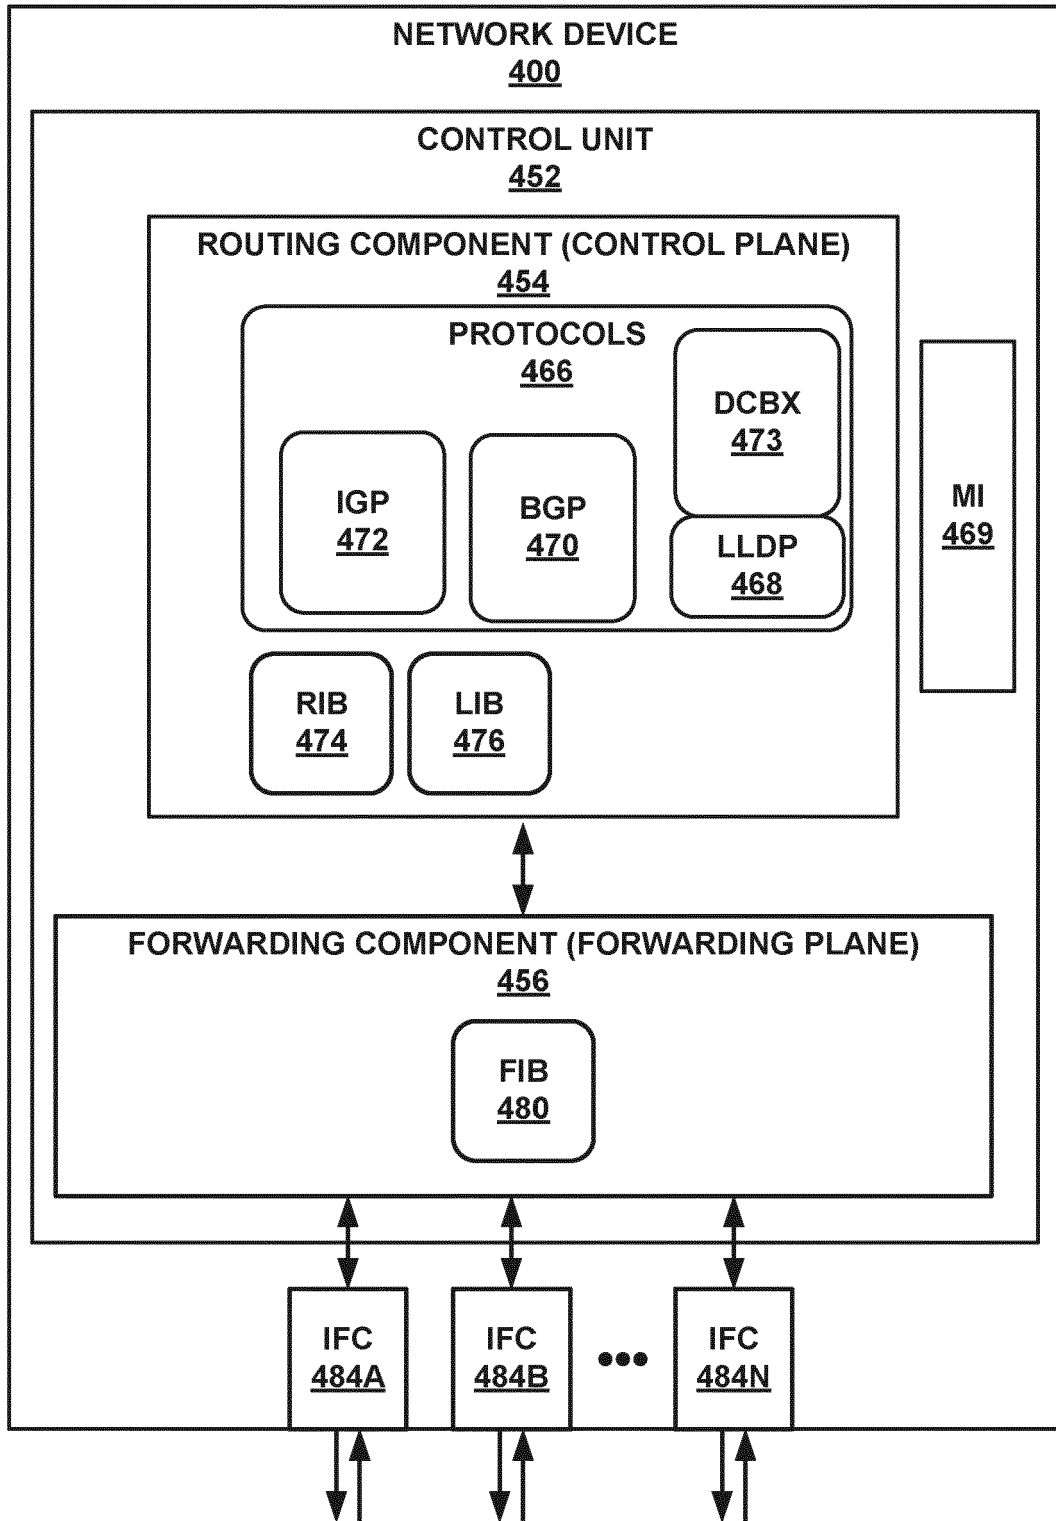 NETWORK DEVICE
400
CONTROL UNIT
452
ROUTING COMPONENT (CONTROL PLANE)
454
PROTOCOLS
466
DCBX
473
IGP
472
BGP
470
LLDP
468
MI
469
RIB
474
LIB
476
FORWARDING COMPONENT (FORWARDING PLANE)
456
FIB
480
IFC
484A
IFC
484B
IFC
484N